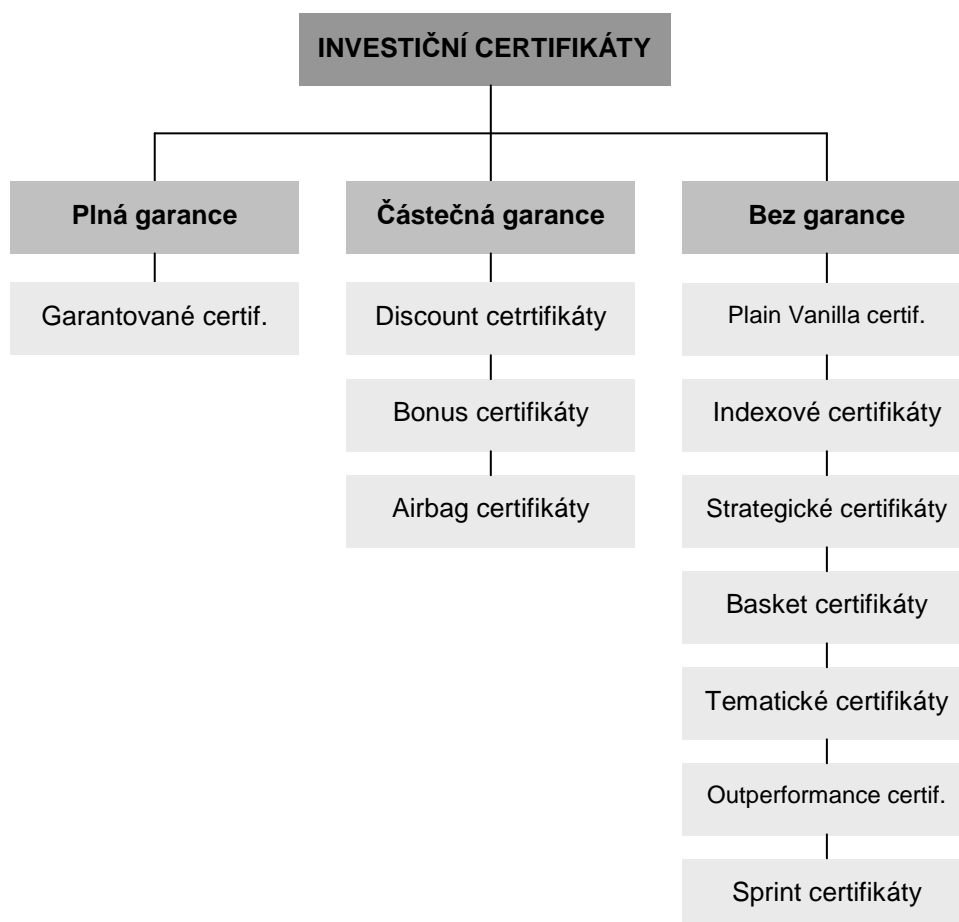 INVESTIČNÍ CERTIFIKÁTY
Plná garance
Částečná garance
Bez garance
Garantované certif.
Discount cetrtifikáty
Plain Vanilla certif.
Bonus certifikáty
Indexové certifikáty
Airbag certifikáty
Strategické certifikáty
Basket certifikáty
Tematické certifikáty
Outperformance certif.
Sprint certifikáty